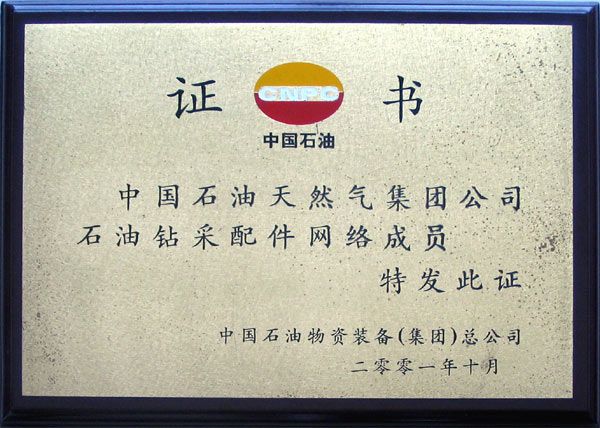 证 CNPC 书
中国石油
中国石油天然气集团公司
石油钻采配件网络成员
特发此证
中国石油物资装备(集团)总公司
二零零一年十月